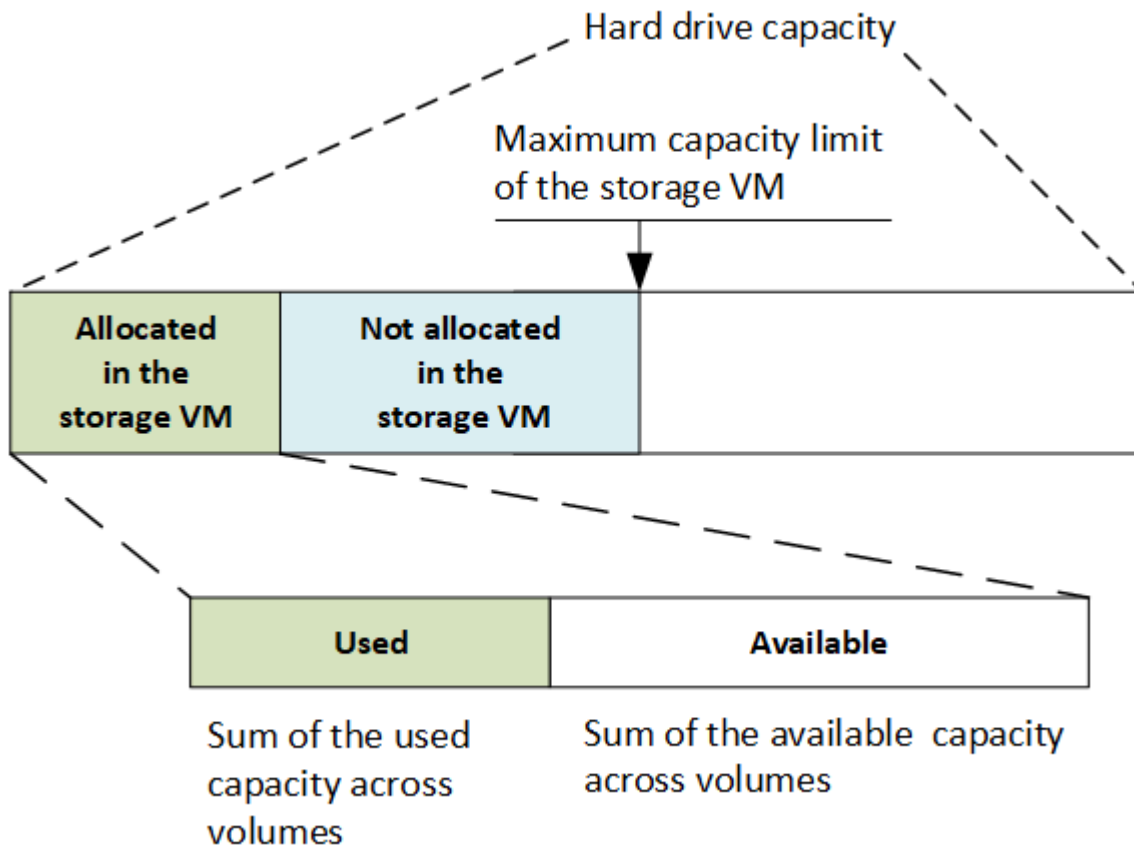 Hard drive capacity
Maximum capacity limit
of the storage VM
Allocated
in the
storage VM
Not allocated
in the
storage VM
Used
Available
Sum of the used
capacity across
volumes
Sum of the available  capacity
across volumes